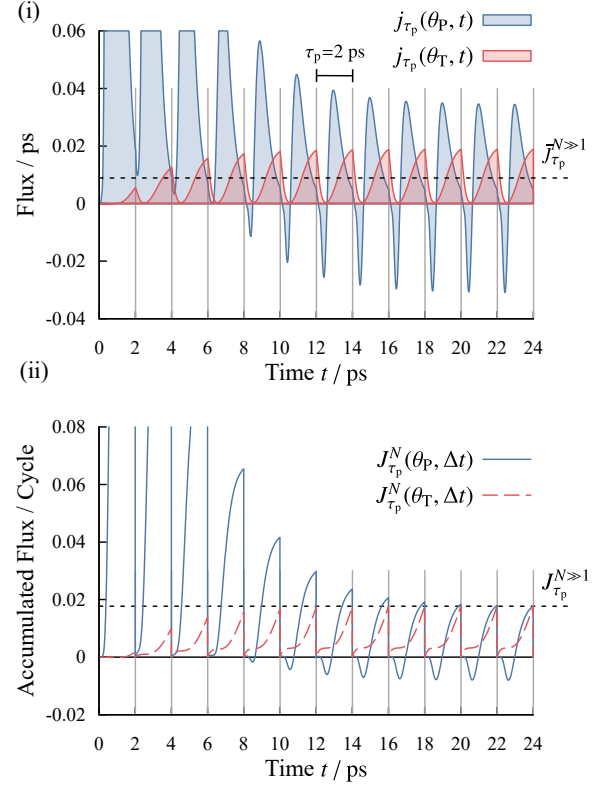 (i)
j_{τ_p}(θ_P, t)
j_{τ_p}(θ_T, t)
τ_p=2 ps
j̄_{τ_p}^{N≫1}
Flux / ps
0.06
0.04
0.02
0
-0.02
-0.04
0 2 4 6 8 10 12 14 16 18 20 22 24
Time t / ps
(ii)
J_{τ_p}^N(θ_P, Δt)
J_{τ_p}^N(θ_T, Δt)
J_{τ_p}^{N≫1}
Accumulated Flux / Cycle
0.08
0.06
0.04
0.02
0
-0.02
0 2 4 6 8 10 12 14 16 18 20 22 24
Time t / ps